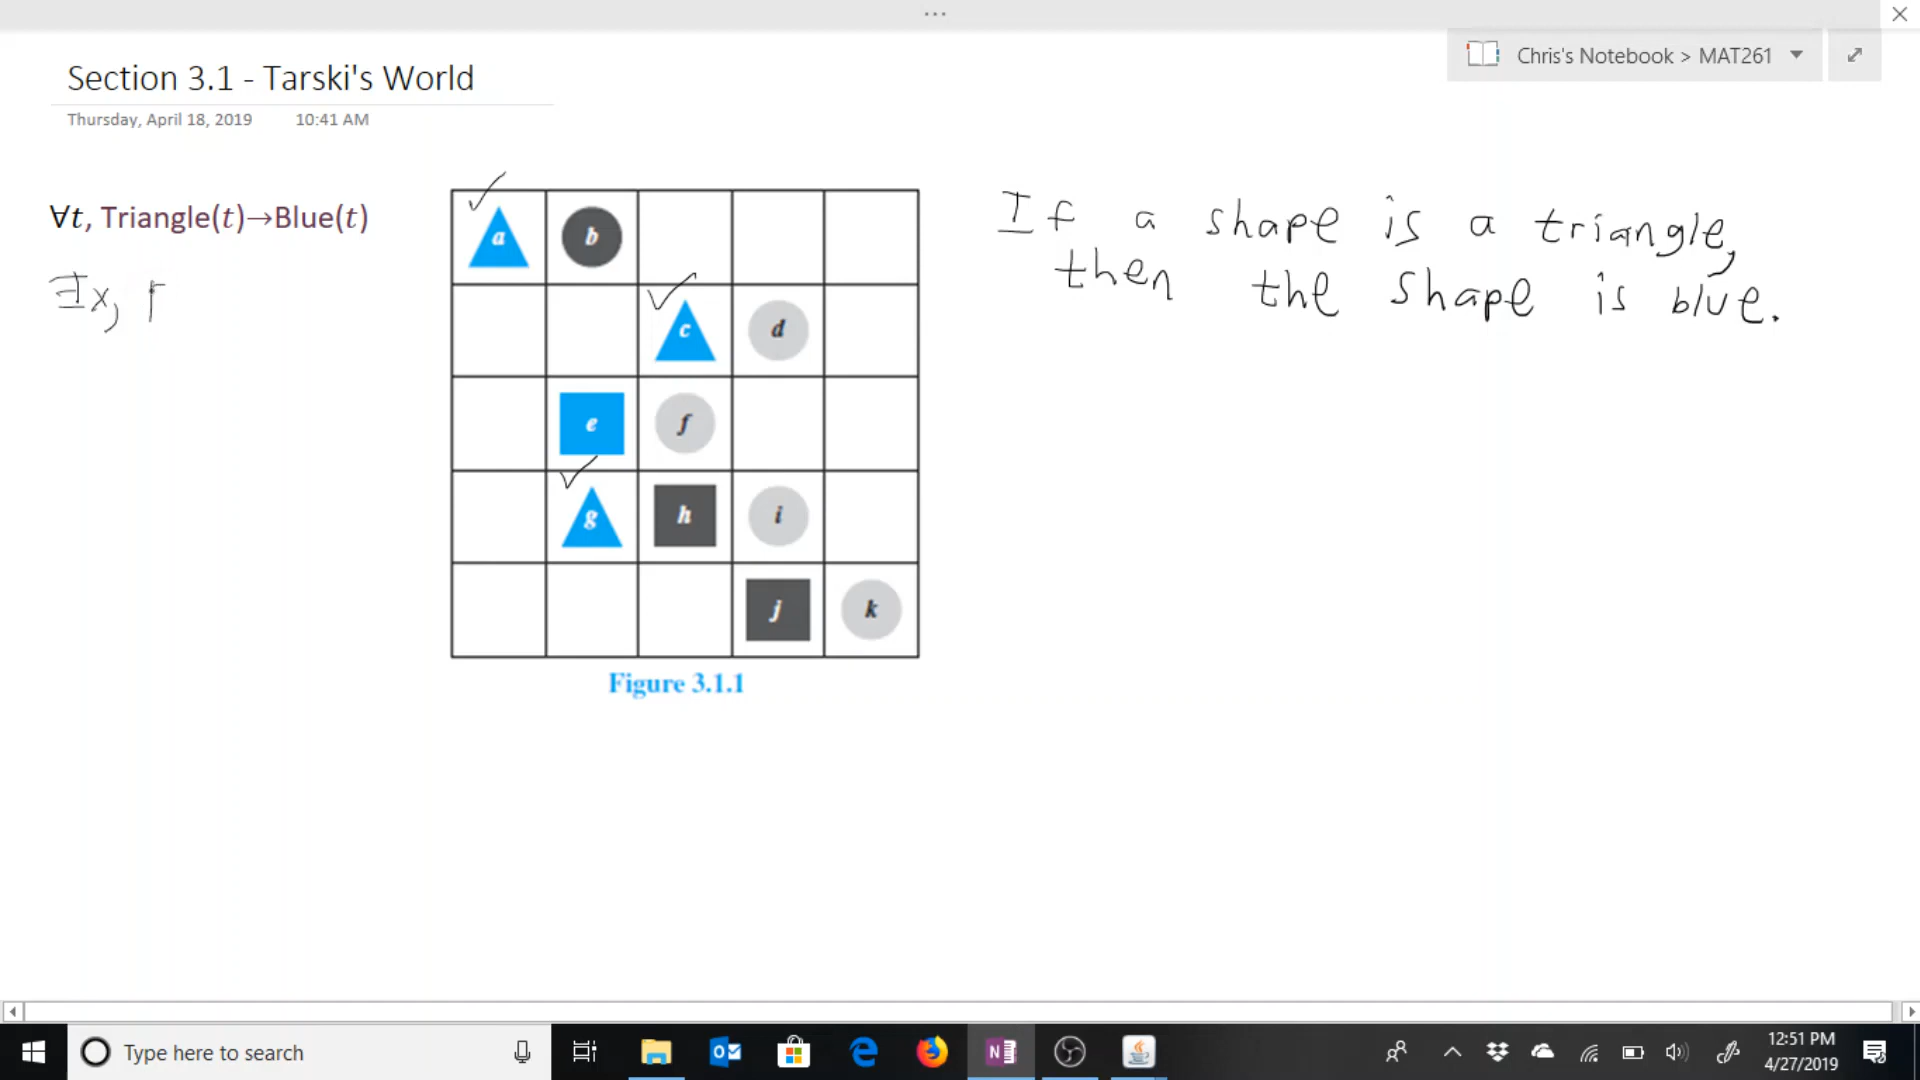 ...
Chris's Notebook > MAT261
Section 3.1 - Tarski's World
Thursday, April 18, 2019 10:41 AM
∀t, Triangle(t)→Blue(t)
∃x,
a b
c d
e f
g h i
j k
Figure 3.1.1
If a shape is a triangle,
then the shape is blue.
Type here to search
12:51 PM
4/27/2019